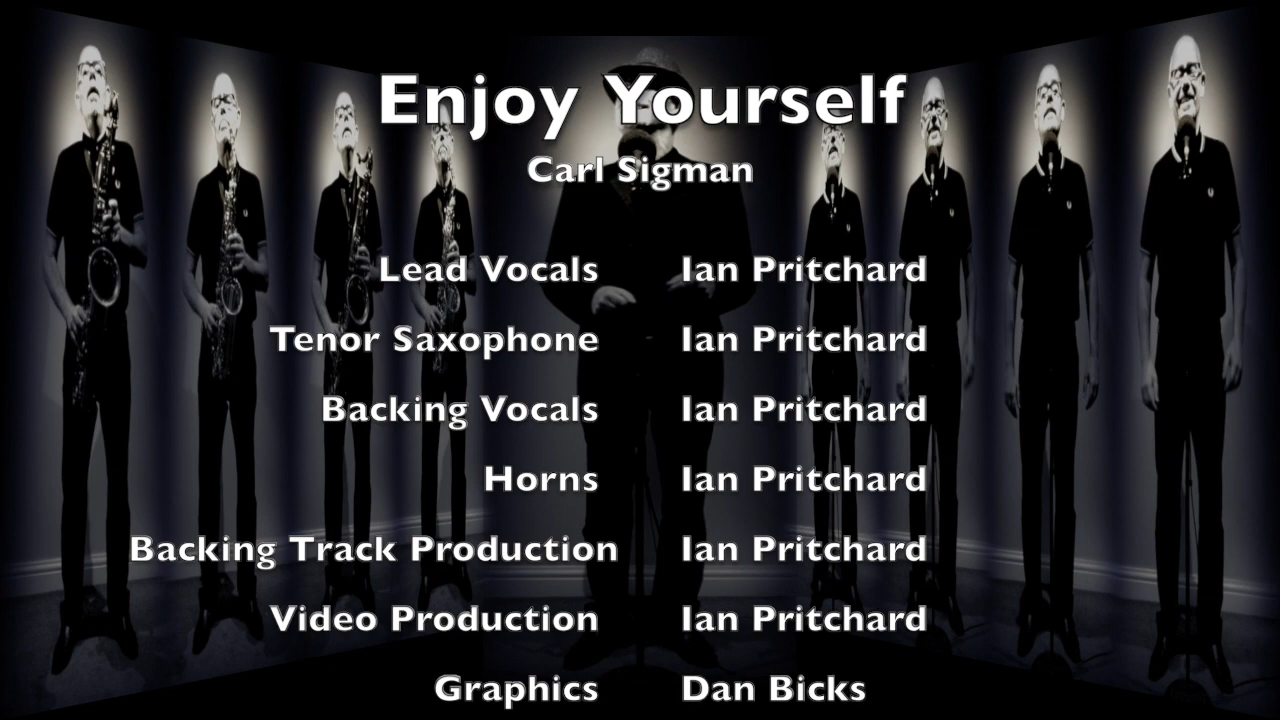 Enjoy Yourself
Carl Sigman
Lead Vocals Ian Pritchard
Tenor Saxophone Ian Pritchard
Backing Vocals Ian Pritchard
Horns Ian Pritchard
Backing Track Production Ian Pritchard
Video Production Ian Pritchard
Graphics Dan Bicks